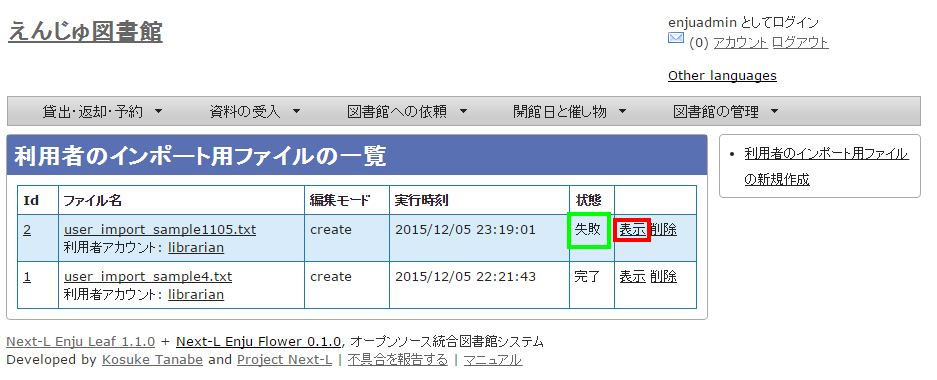 えんじゅ図書館
enjuadmin としてログイン
(0) アカウント ログアウト
Other languages
貸出・返却・予約 資料の受入 図書館への依頼 開館日と催し物 図書館の管理
利用者のインポート用ファイルの一覧
Id ファイル名 編集モード 実行時刻 状態
2 user_import_sample1105.txt create 2015/12/05 23:19:01 失敗 表示 削除
利用者アカウント: librarian
1 user_import_sample4.txt create 2015/12/05 22:21:43 完了 表示 削除
利用者アカウント: librarian
利用者のインポート用ファイル
の新規作成
Next-L Enju Leaf 1.1.0 + Next-L Enju Flower 0.1.0, オープンソース統合図書館システム
Developed by Kosuke Tanabe and Project Next-L | 不具合を報告する | マニュアル